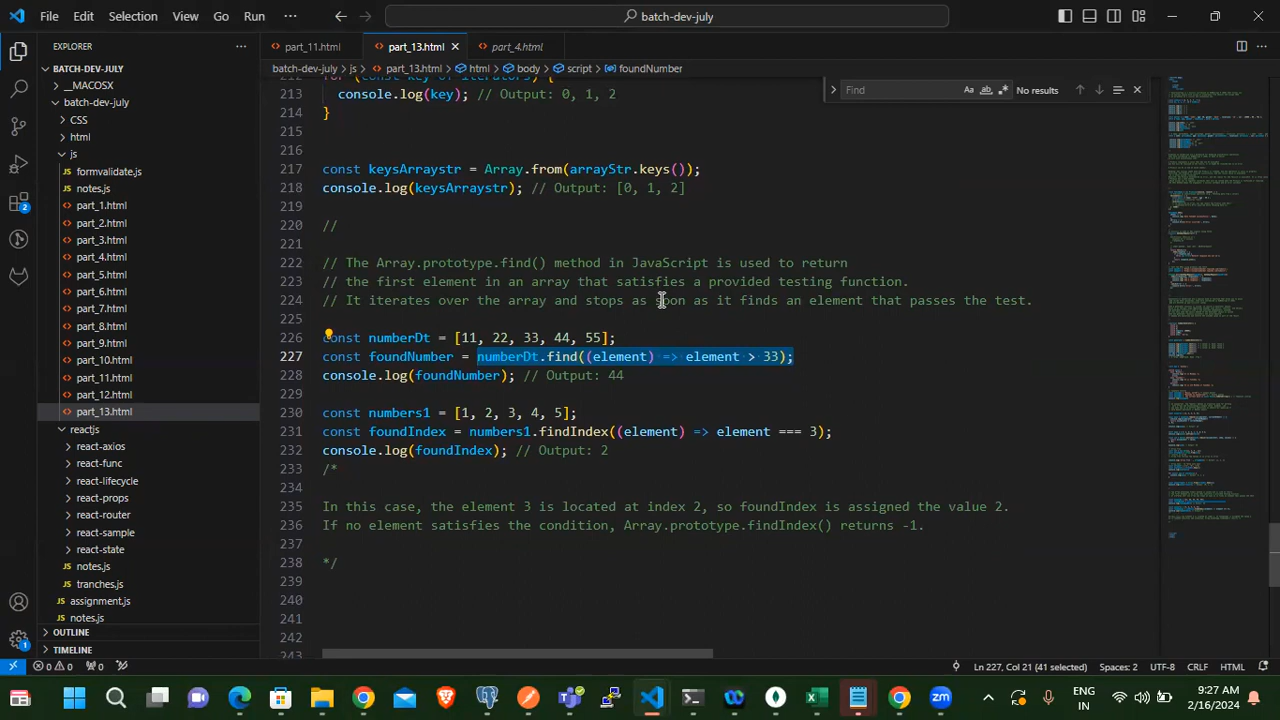 File Edit Selection View Go Run ··· batch-dev-july
EXPLORER ···
part_11.html part_13.html part_4.html
BATCH-DEV-JULY
batch-dev-july > js > part_13.html > html > body > script > foundNumber
__MACOSX
batch-dev-july
CSS
html
js
formvalidate.js
notes.js
part_1.html
part_2.html
part_3.html
part_4.html
part_5.html
part_6.html
part_7.html
part_8.html
part_9.html
part_10.html
part_11.html
part_12.html
part_13.html
reactjs
react-axios
react-func
react-lifecycle
react-props
react-router
react-sample
react-state
notes.js
tranches.js
assignment.js
notes.js
OUTLINE
TIMELINE
Find Aa ab .* No results
212 for (const key of iterators) {
213 console.log(key); // Output: 0, 1, 2
214 }
215
216
217 const keysArraystr = Array.from(arrayStr.keys());
218 console.log(keysArraystr); // Output: [0, 1, 2]
219
220 //
221
222 // The Array.prototype.find() method in JavaScript is used to return
223 // the first element in an array that satisfies a provided testing function.
224 // It iterates over the array and stops as soon as it finds an element that passes the test.
225
226 const numberDt = [11, 22, 33, 44, 55];
227 const foundNumber = numberDt.find((element) => element > 33);
228 console.log(foundNumber); // Output: 44
229
230 const numbers1 = [1, 22, 3, 4, 5];
231 const foundIndex = numbers1.findIndex((element) => element === 3);
232 console.log(foundIndex); // Output: 2
233 /*
234
235 In this case, the element 3 is located at index 2, so foundIndex is assigned the value 2.
236 If no element satisfies the condition, Array.prototype.findIndex() returns -1.
237
238 */
239
240
241
242
243
0 0 0 Ln 227, Col 21 (41 selected) Spaces: 2 UTF-8 CRLF HTML
ENG
IN
9:27 AM
2/16/2024